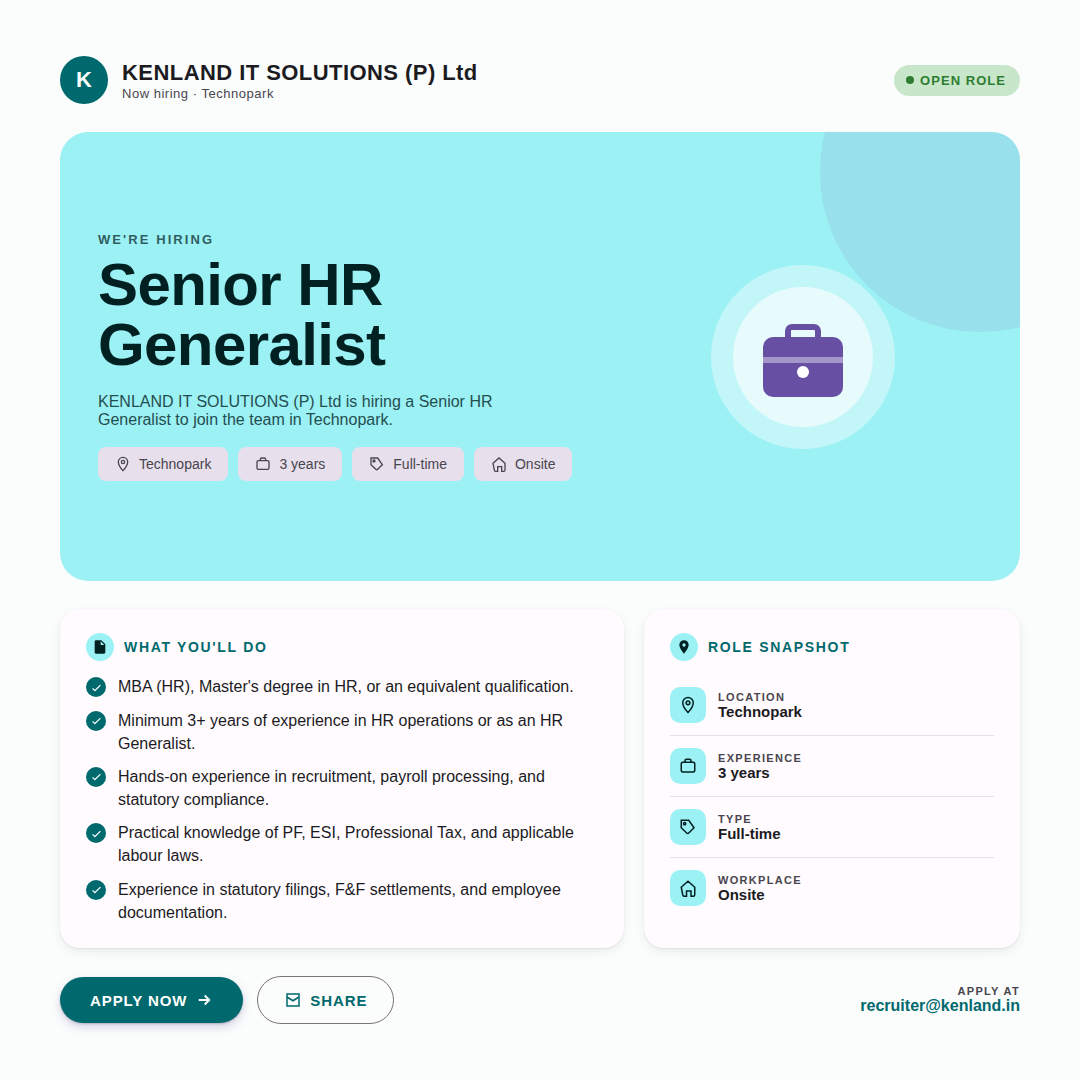 K
KENLAND IT SOLUTIONS (P) Ltd
Now hiring · Technopark
OPEN ROLE
WE'RE HIRING
Senior HR
Generalist
KENLAND IT SOLUTIONS (P) Ltd is hiring a Senior HR
Generalist to join the team in Technopark.
Technopark
3 years
Full-time
Onsite
WHAT YOU'LL DO
MBA (HR), Master's degree in HR, or an equivalent qualification.
Minimum 3+ years of experience in HR operations or as an HR
Generalist.
Hands-on experience in recruitment, payroll processing, and
statutory compliance.
Practical knowledge of PF, ESI, Professional Tax, and applicable
labour laws.
Experience in statutory filings, F&F settlements, and employee
documentation.
ROLE SNAPSHOT
LOCATION
Technopark
EXPERIENCE
3 years
TYPE
Full-time
WORKPLACE
Onsite
APPLY NOW
SHARE
APPLY AT
recruiter@kenland.in